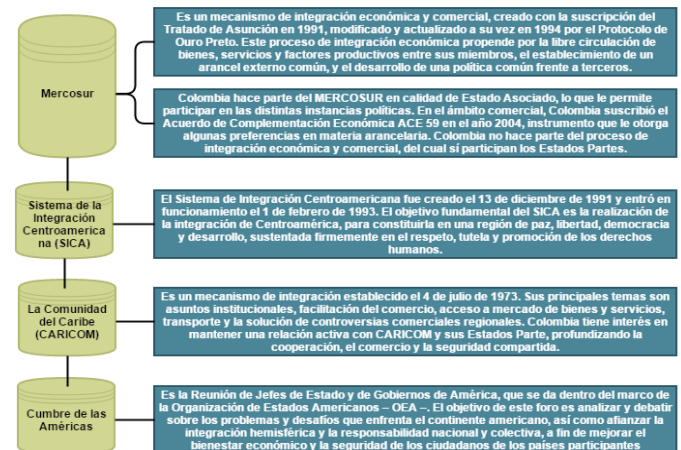 Es un mecanismo de integración económica y comercial, creado con la suscripción del
Tratado de Asunción en 1991, modificado y actualizado a su vez en 1994 por el Protocolo de
Ouro Preto. Este proceso de integración económica propende por la libre circulación de
bienes, servicios y factores productivos entre sus miembros, el establecimiento de un
arancel externo común, y el desarrollo de una política común frente a terceros.
Mercosur
Colombia hace parte del MERCOSUR en calidad de Estado Asociado, lo que le permite
participar en las distintas instancias políticas. En el ámbito comercial, Colombia suscribió el
Acuerdo de Complementación Económica ACE 59 en el año 2004, instrumento que le otorga
algunas preferencias en materia arancelaria. Colombia no hace parte del proceso de
integración económica y comercial, del cual sí participan los Estados Partes.
Sistema de la
Integración
Centroamerica
na (SICA)
El Sistema de Integración Centroamericana fue creado el 13 de diciembre de 1991 y entró en
funcionamiento el 1 de febrero de 1993. El objetivo fundamental del SICA es la realización de
la integración de Centroamérica, para constituirla en una región de paz, libertad, democracia
y desarrollo, sustentada firmemente en el respeto, tutela y promoción de los derechos
humanos.
La Comunidad
del Caribe
(CARICOM)
Es un mecanismo de integración establecido el 4 de julio de 1973. Sus principales temas son
asuntos institucionales, facilitación del comercio, acceso a mercado de bienes y servicios,
transporte y la solución de controversias comerciales regionales. Colombia tiene interés en
mantener una relación activa con CARICOM y sus Estados Parte, profundizando la
cooperación, el comercio y la seguridad compartida.
Cumbre de las
Américas
Es la Reunión de Jefes de Estado y de Gobiernos de América, que se da dentro del marco de
la Organización de Estados Americanos – OEA –. El objetivo de este foro es analizar y debatir
sobre los problemas y desafíos que enfrenta el continente americano, así como afianzar la
integración hemisférica y la responsabilidad nacional y colectiva, a fin de mejorar el
bienestar económico y la seguridad de los ciudadanos de los países participantes